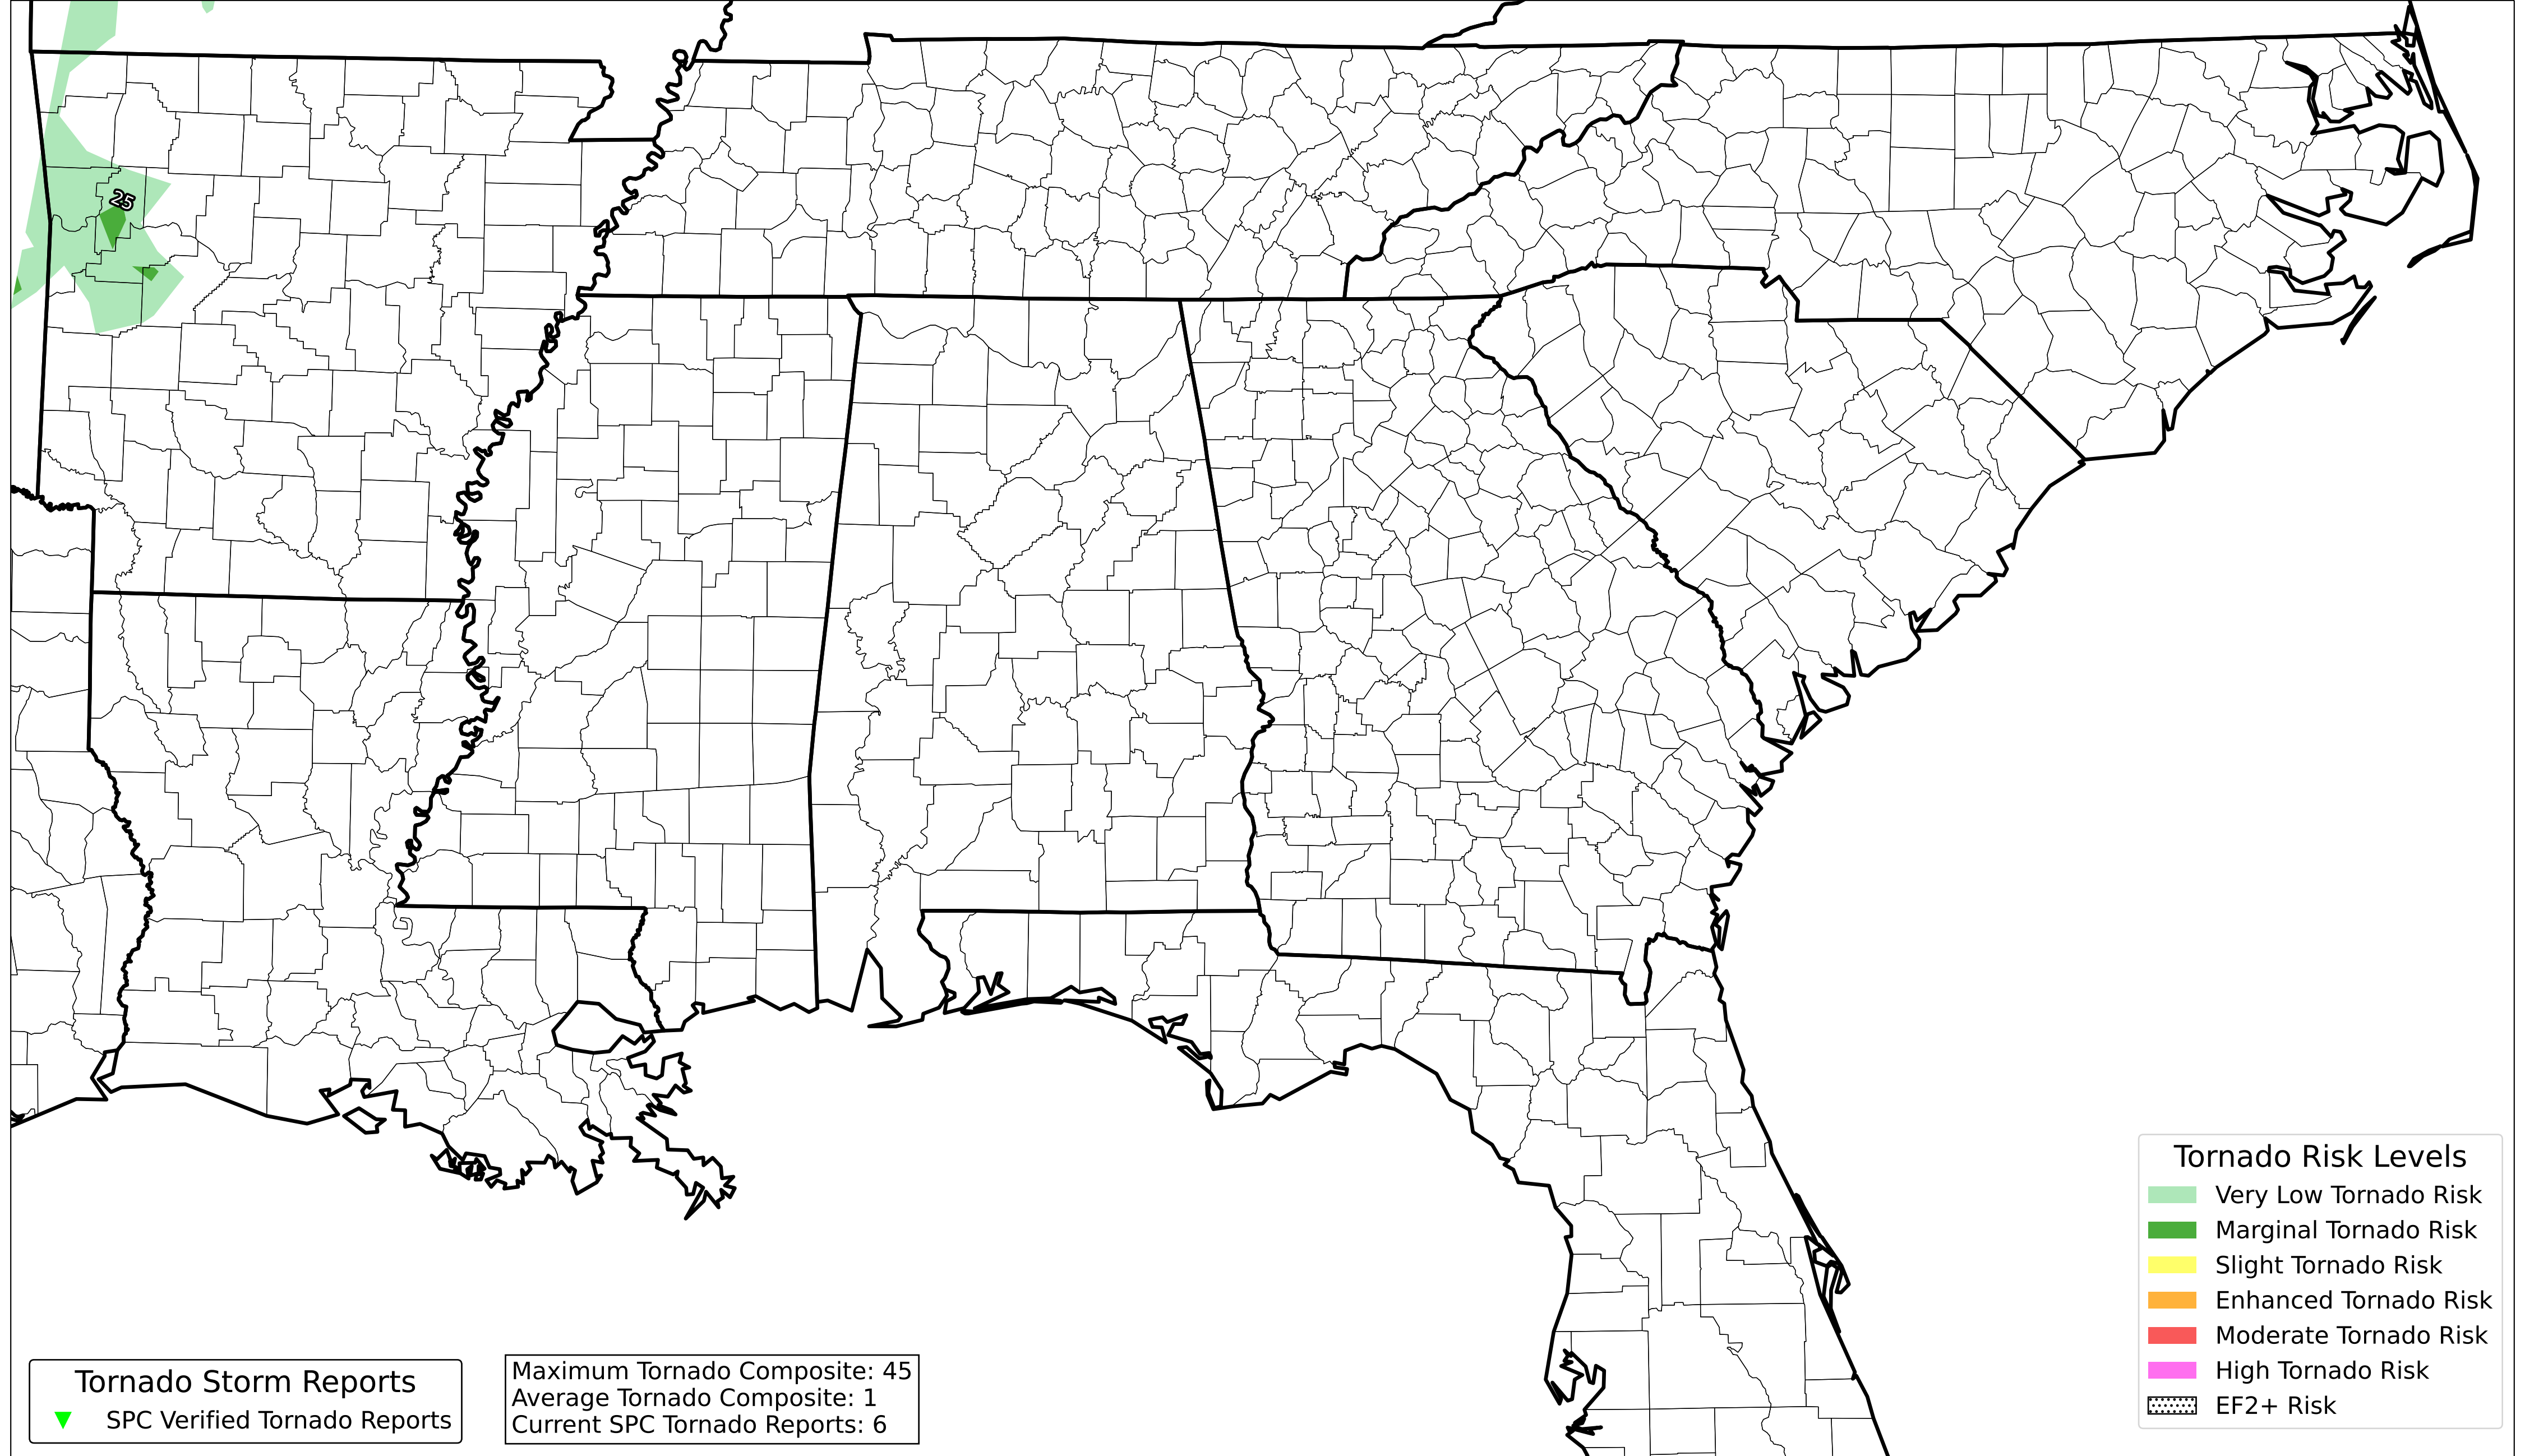 25
Tornado Risk Levels
Very Low Tornado Risk
Marginal Tornado Risk
Slight Tornado Risk
Enhanced Tornado Risk
Moderate Tornado Risk
High Tornado Risk
EF2+ Risk
Tornado Storm Reports
SPC Verified Tornado Reports
Maximum Tornado Composite: 45
Average Tornado Composite: 1
Current SPC Tornado Reports: 6